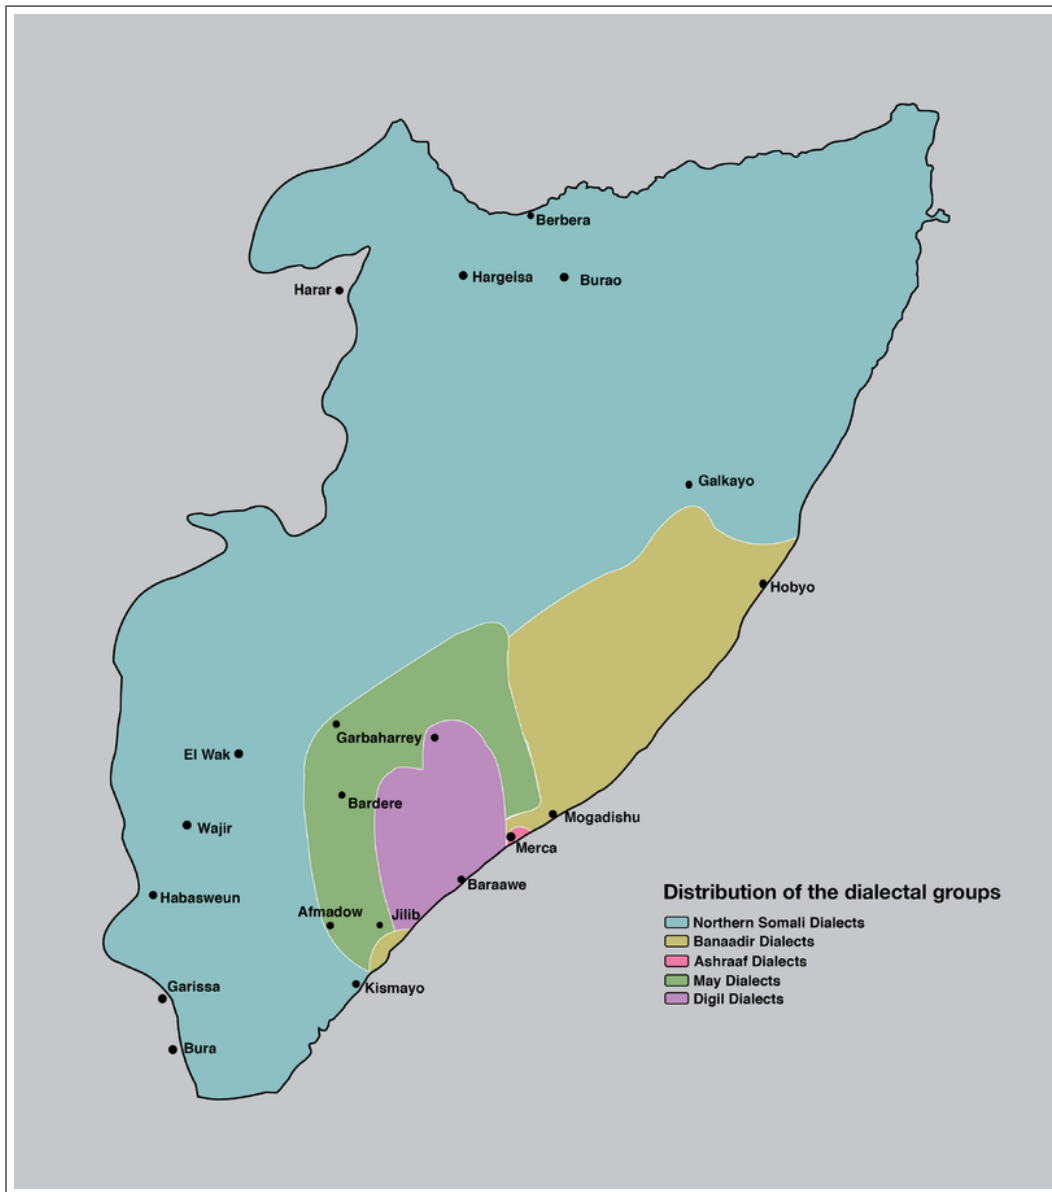 Berbera
Hargeisa
Burao
Harar
Galkayo
Hobyo
Garbaharrey
El Wak
Bardere
Mogadishu
Wajir
Merca
Baraawe
Habasweun
Afmadow
Jilib
Kismayo
Garissa
Bura
Distribution of the dialectal groups
Northern Somali Dialects
Banaadir Dialects
Ashraaf Dialects
May Dialects
Digil Dialects